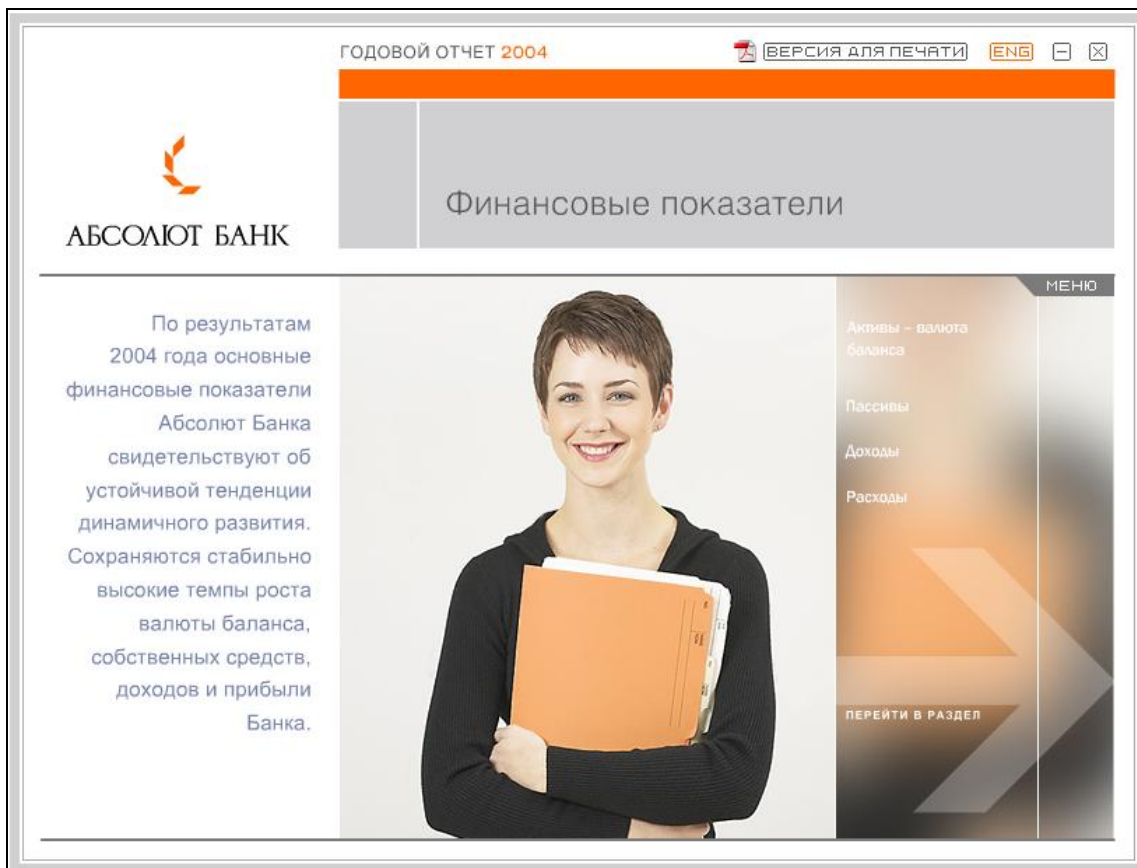 ГОДОВОЙ ОТЧЕТ 2004
ВЕРСИЯ ДЛЯ ПЕЧАТИ
ENG
АБСОЛЮТ БАНК
Финансовые показатели
МЕНЮ
По результатам
2004 года основные
финансовые показатели
Абсолют Банка
свидетельствуют об
устойчивой тенденции
динамичного развития.
Сохраняются стабильно
высокие темпы роста
валюты баланса,
собственных средств,
доходов и прибыли
Банка.
Активы – валюта
баланса
Пассивы
Доходы
Расходы
ПЕРЕЙТИ В РАЗДЕЛ